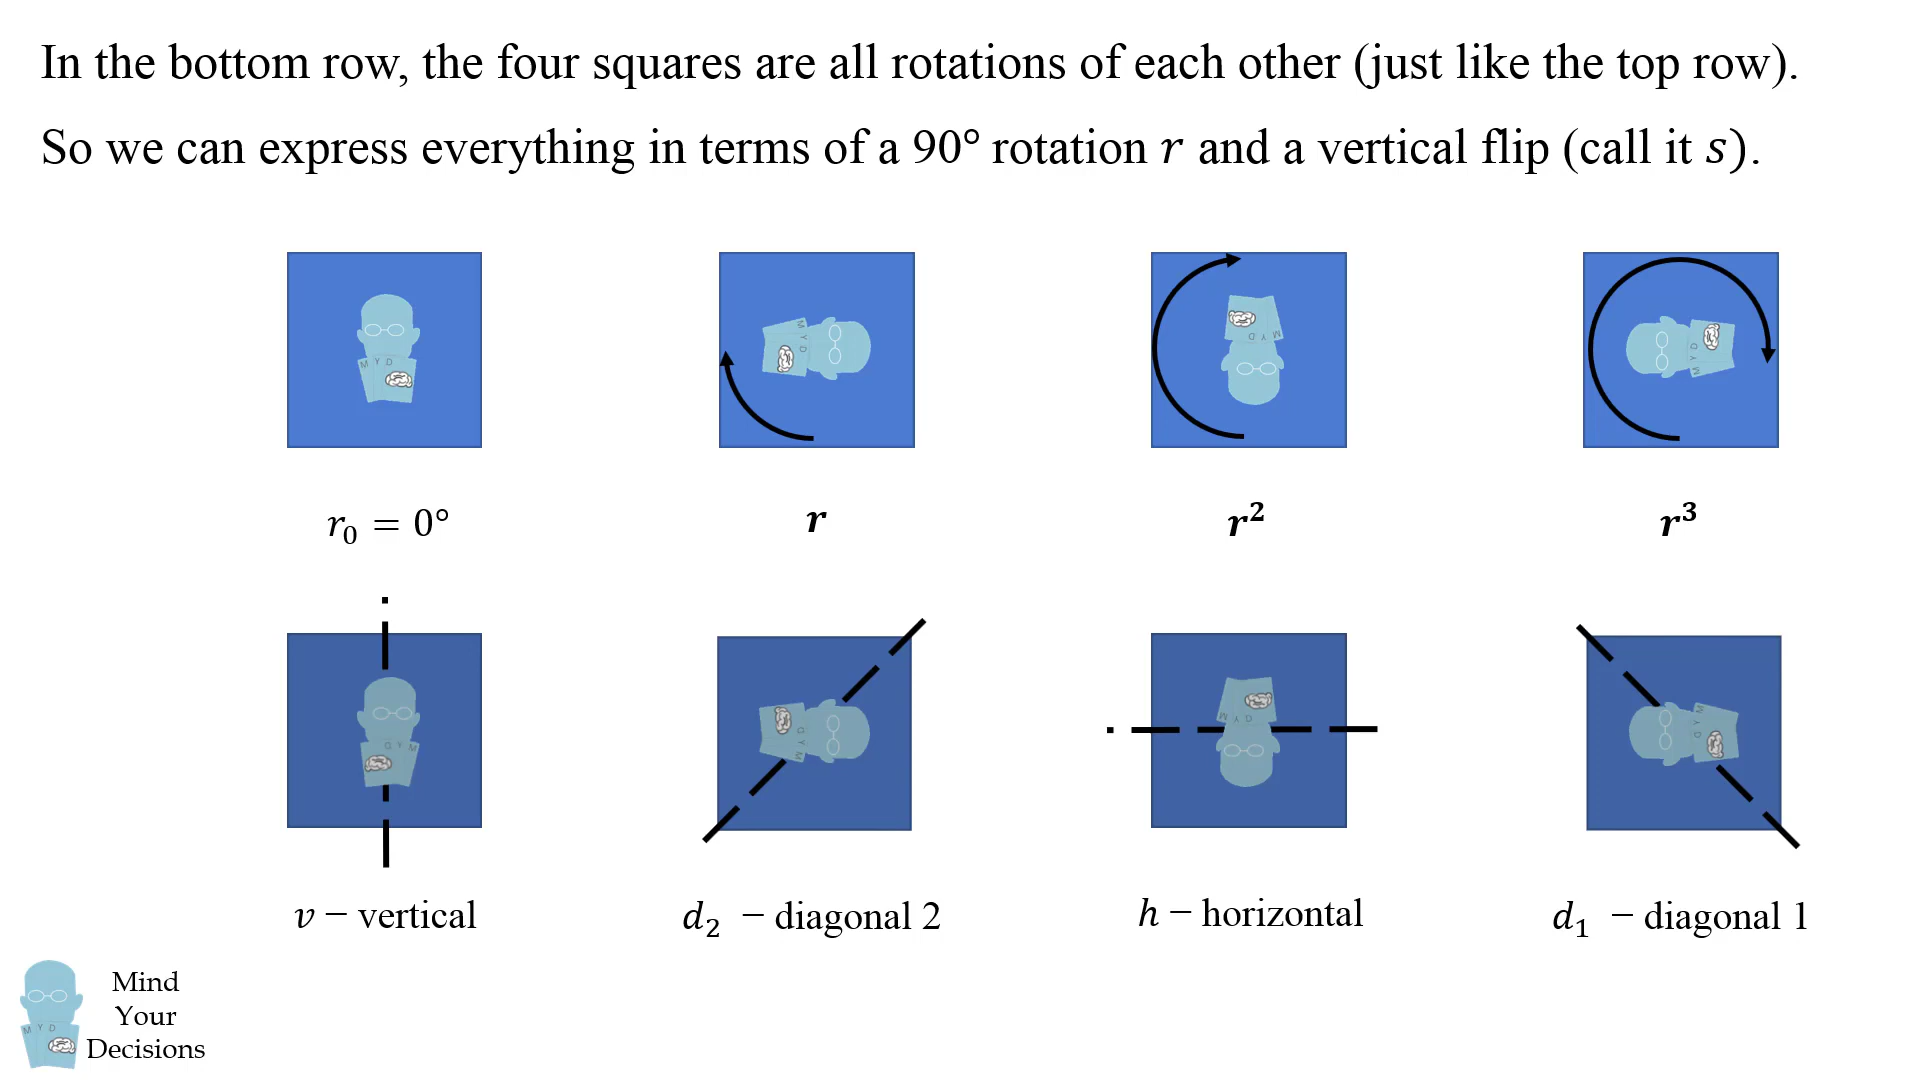 In the bottom row, the four squares are all rotations of each other (just like the top row).
So we can express everything in terms of a 90° rotation r and a vertical flip (call it s).
M Y D
M Y D
M Y D
M Y D
r₀ = 0°
r
r²
r³
M Y D
M Y D
M Y D
M Y D
v − vertical
d₂ − diagonal 2
h − horizontal
d₁ − diagonal 1
M Y D
Mind
Your
Decisions